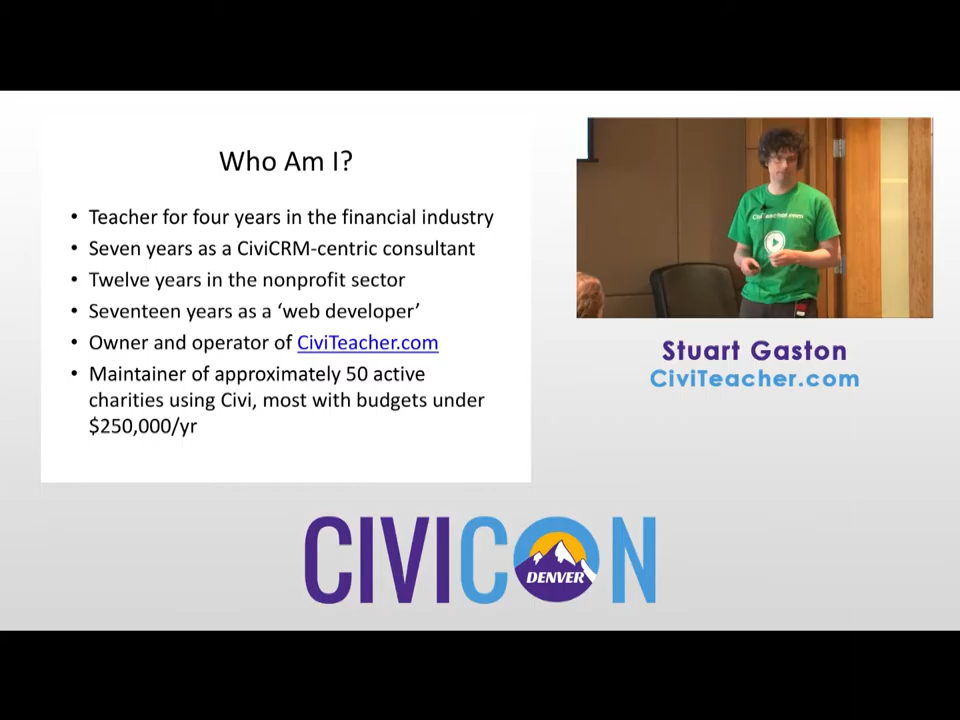 Who Am I?
• Teacher for four years in the financial industry
• Seven years as a CiviCRM-centric consultant
• Twelve years in the nonprofit sector
• Seventeen years as a ‘web developer’
• Owner and operator of CiviTeacher.com
• Maintainer of approximately 50 active
charities using Civi, most with budgets under
$250,000/yr
CiviTeacher.com
Stuart Gaston
CiviTeacher.com
CIVICON
DENVER